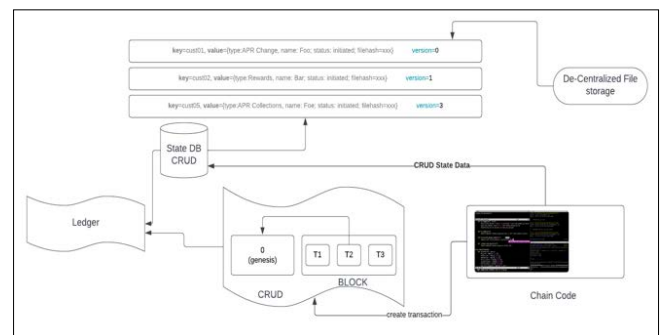 key=cust01, value={type:APR Change, name: Foo; status: initiated; filehash=xxx} version=0
key=cust02, value={type:Rewards, name: Bar; status: initiated; filehash=xxx} version=1
key=cust05, value={type:APR Collections, name: Foo; status: initiated; filehash=xxx} version=3
De-Centralized File
storage
State DB
CRUD
CRUD State Data
Ledger
0
(genesis)
T1
T2
T3
BLOCK
CRUD
Chain Code
create transaction